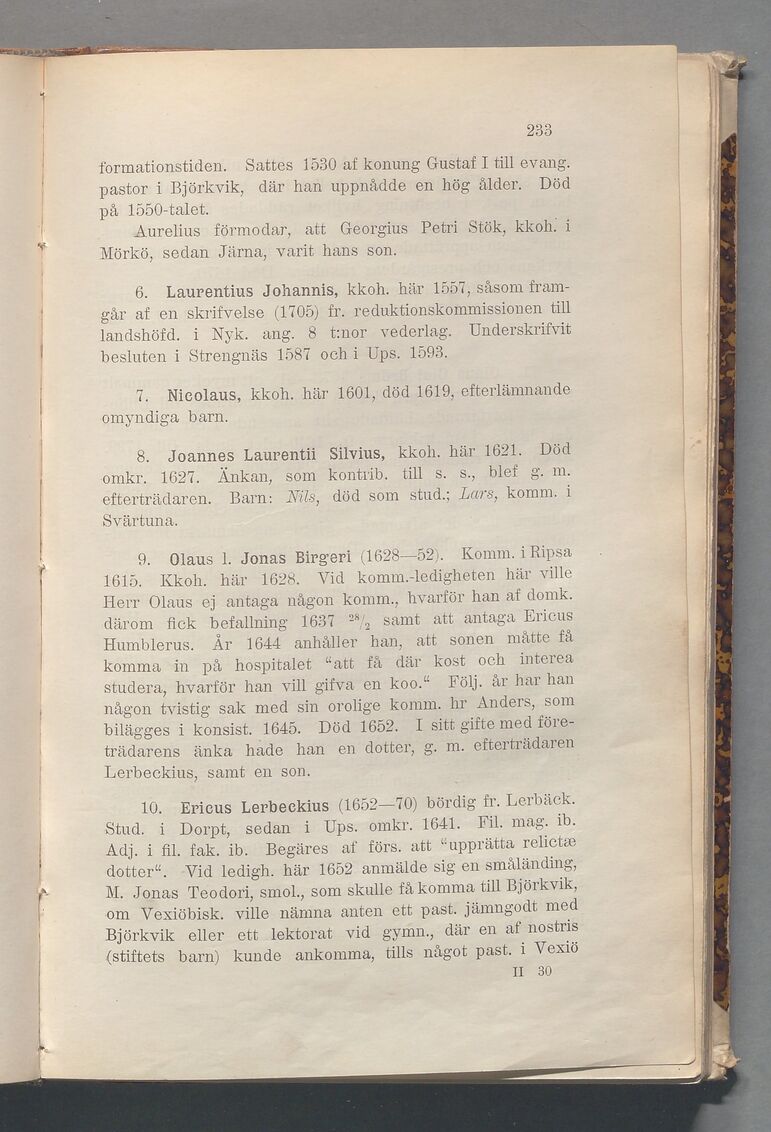 233
formationstiden. Sattes 1530 af konung Gustaf I till evang.
pastor i Björkvik, där han uppnådde en hög ålder. Död
på 1550-talet.
Aurelius förmodar, att Georgius Petri Stök, kkoh. i
Mörkö, sedan Järna, varit hans son.
6. Laurentius Johannis, kkoh. här 1557, såsom fram-
går af en skrifvelse (1705) fr. reduktionskommissionen till
landshöfd. i Nyk. ang. 8 t:nor vederlag. Underskrifvit
besluten i Strengnäs 1587 och i Ups. 1593.
7. Nicolaus, kkoh. här 1601, död 1619, efterlämnande
omyndiga barn.
8. Joannes Laurentii Silvius, kkoh. här 1621. Död
omkr. 1627. Änkan, som kontrib. till s. s., blef g. m.
efterträdaren. Barn: Nils, död som stud.; Lars, komm. i
Svärtuna.
9. Olaus l. Jonas Birgeri (1628—52). Komm. i Ripsa
1615. Kkoh. här 1628. Vid komm.-ledigheten här ville
Herr Olaus ej antaga någon komm., hvarför han af domk.
därom fick befallning 1637 28/2 samt att antaga Ericus
Humblerus. År 1644 anhåller han, att sonen måtte få
komma in på hospitalet “att få där kost och interea
studera, hvarför han vill gifva en koo.“ Följ. år har han
någon tvistig sak med sin orolige komm. hr Anders, som
bilägges i konsist. 1645. Död 1652. I sitt gifte med före-
trädarens änka hade han en dotter, g. m. efterträdaren
Lerbeckius, samt en son.
10. Ericus Lerbeckius (1652—70) bördig fr. Lerbäck.
Stud. i Dorpt, sedan i Ups. omkr. 1641. Fil. mag. ib.
Adj. i fil. fak. ib. Begäres af förs. att “upprätta relictæ
dotter“. Vid ledigh. här 1652 anmälde sig en småländing,
M. Jonas Teodori, smol., som skulle få komma till Björkvik,
om Vexiöbisk. ville nämna anten ett past. jämngodt med
Björkvik eller ett lektorat vid gymn., där en af nostris
(stiftets barn) kunde ankomma, tills något past. i Vexiö
II 30